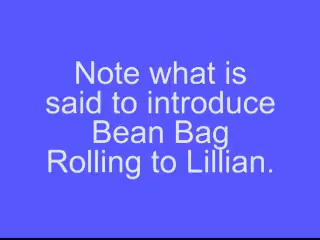 Note what is
said to introduce
Bean Bag
Rolling to Lillian.